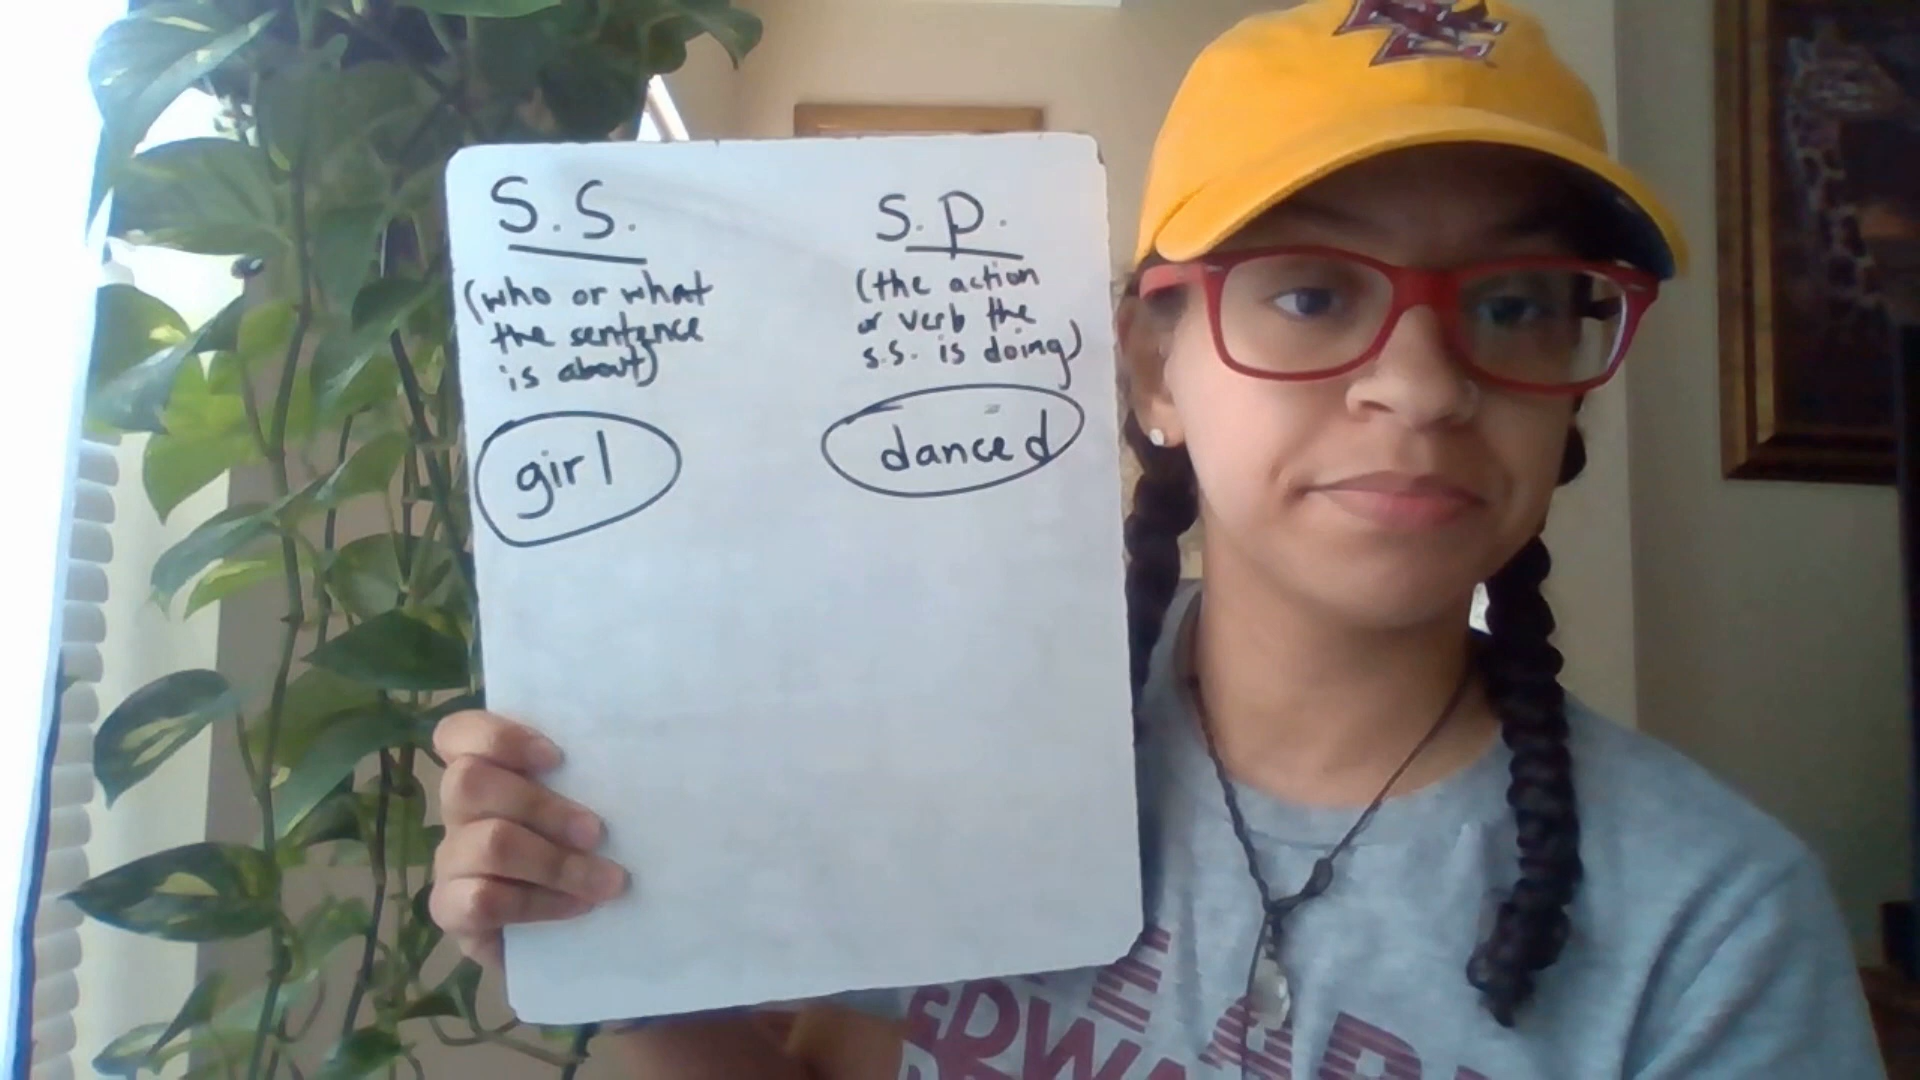 S.S.
(who or what
the sentence
is about)
girl
S.P.
(the action
or verb the
s.s. is doing)
danced